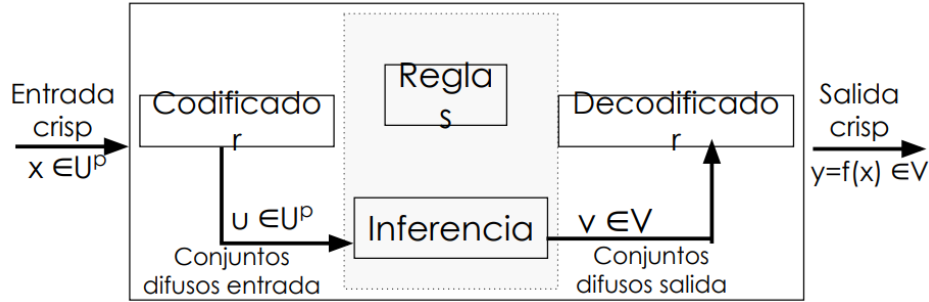 Entrada
crisp
x ∈U^p
Codificado
r
u ∈U^p
Conjuntos
difusos entrada
Regla
s
Inferencia
v ∈V
Conjuntos
difusos salida
Decodificado
r
Salida
crisp
y=f(x) ∈V